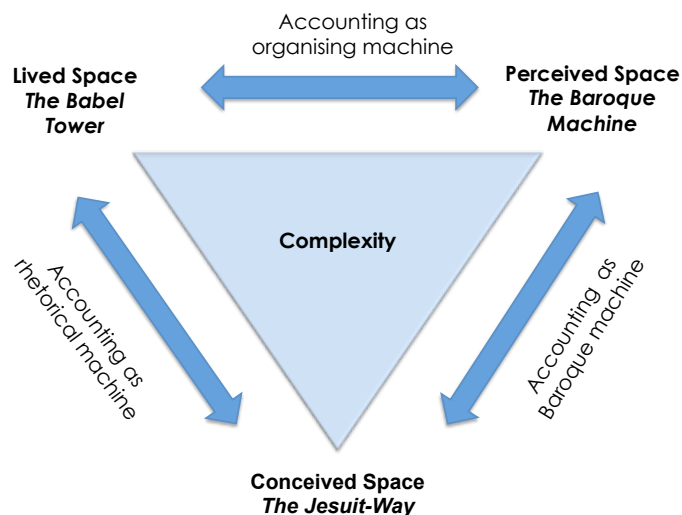 Accounting as
organising machine
Lived Space
The Babel
Tower
Perceived Space
The Baroque
Machine
Complexity
Accounting as
rhetorical machine
Accounting as
Baroque machine
Conceived Space
The Jesuit-Way